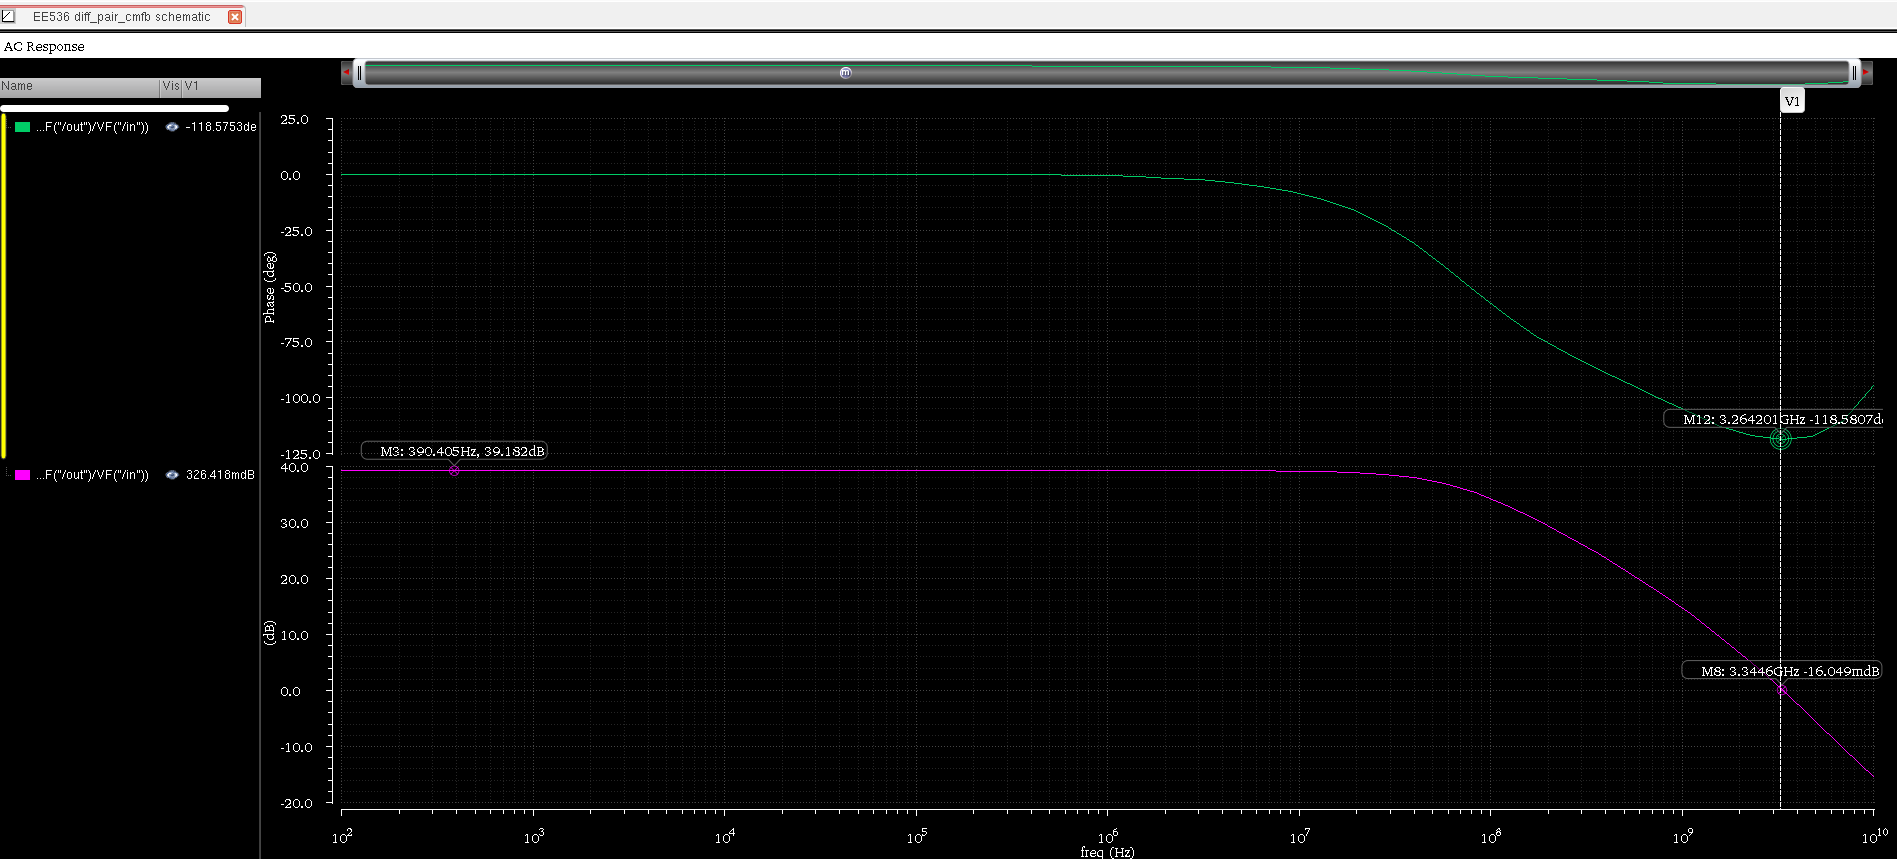 EE536 diff_pair_cmfb schematic
AC Response
Name Vis V1
...F("/out")/VF("/in")) -118.5753de
...F("/out")/VF("/in")) 326.418mdB
m
V1
25.0
0.0
-25.0
-50.0
-75.0
-100.0
-125.0
Phase (deg)
M12: 3.264201GHz -118.5807d
M3: 390.405Hz, 39.182dB
40.0
30.0
20.0
10.0
0.0
-10.0
-20.0
(dB)
M8: 3.3446GHz -16.049mdB
10² 10³ 10⁴ 10⁵ 10⁶ 10⁷ 10⁸ 10⁹ 10¹⁰
freq (Hz)